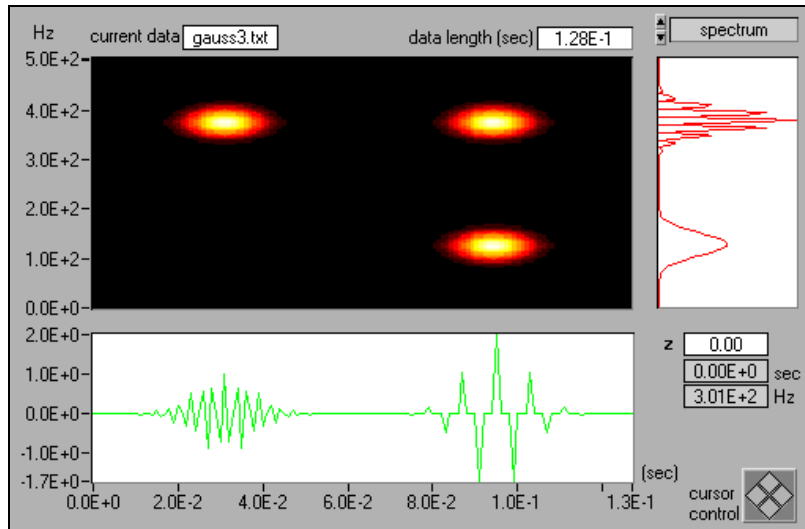 Hz current data gauss3.txt data length (sec) 1.28E-1 spectrum
5.0E+2
4.0E+2
3.0E+2
2.0E+2
1.0E+2
0.0E+0
2.0E+0
1.0E+0
0.0E+0
-1.0E+0
-1.7E+0
0.0E+0 2.0E-2 4.0E-2 6.0E-2 8.0E-2 1.0E-1 1.3E-1
(sec)
z 0.00
0.00E+0 sec
3.01E+2 Hz
cursor
control